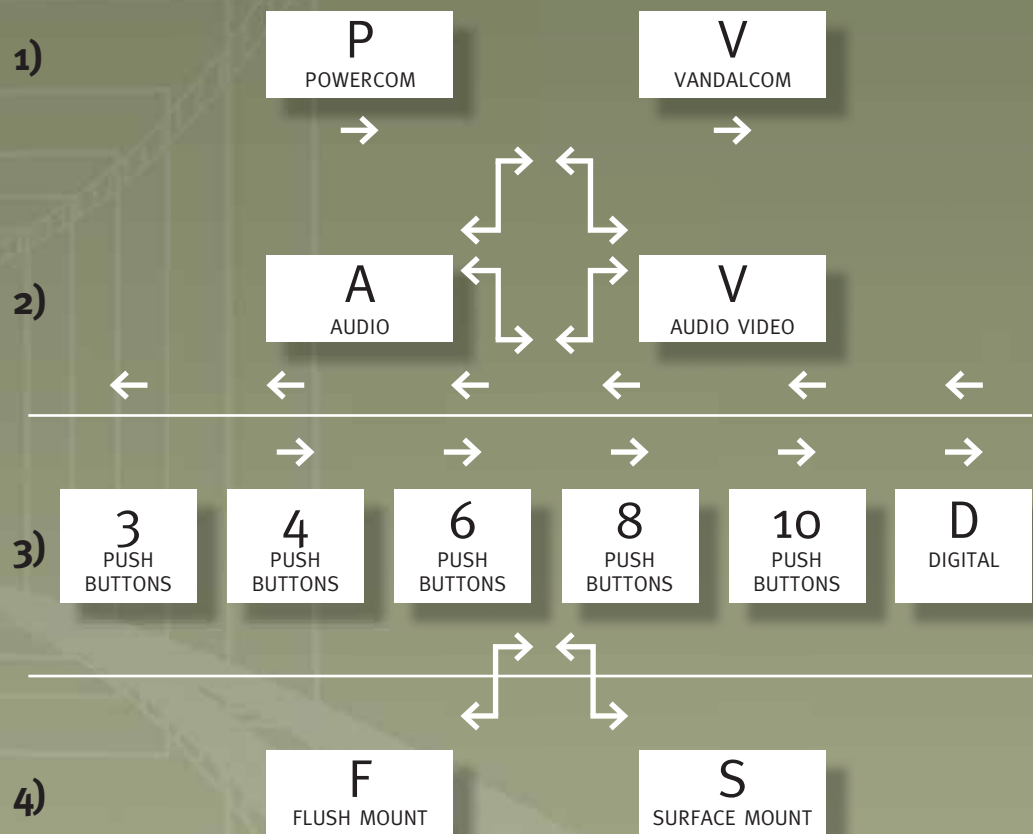 1)
P
POWERCOM
V
VANDALCOM
2)
A
AUDIO
V
AUDIO VIDEO
3)
3
PUSH
BUTTONS
4
PUSH
BUTTONS
6
PUSH
BUTTONS
8
PUSH
BUTTONS
10
PUSH
BUTTONS
D
DIGITAL
4)
F
FLUSH MOUNT
S
SURFACE MOUNT